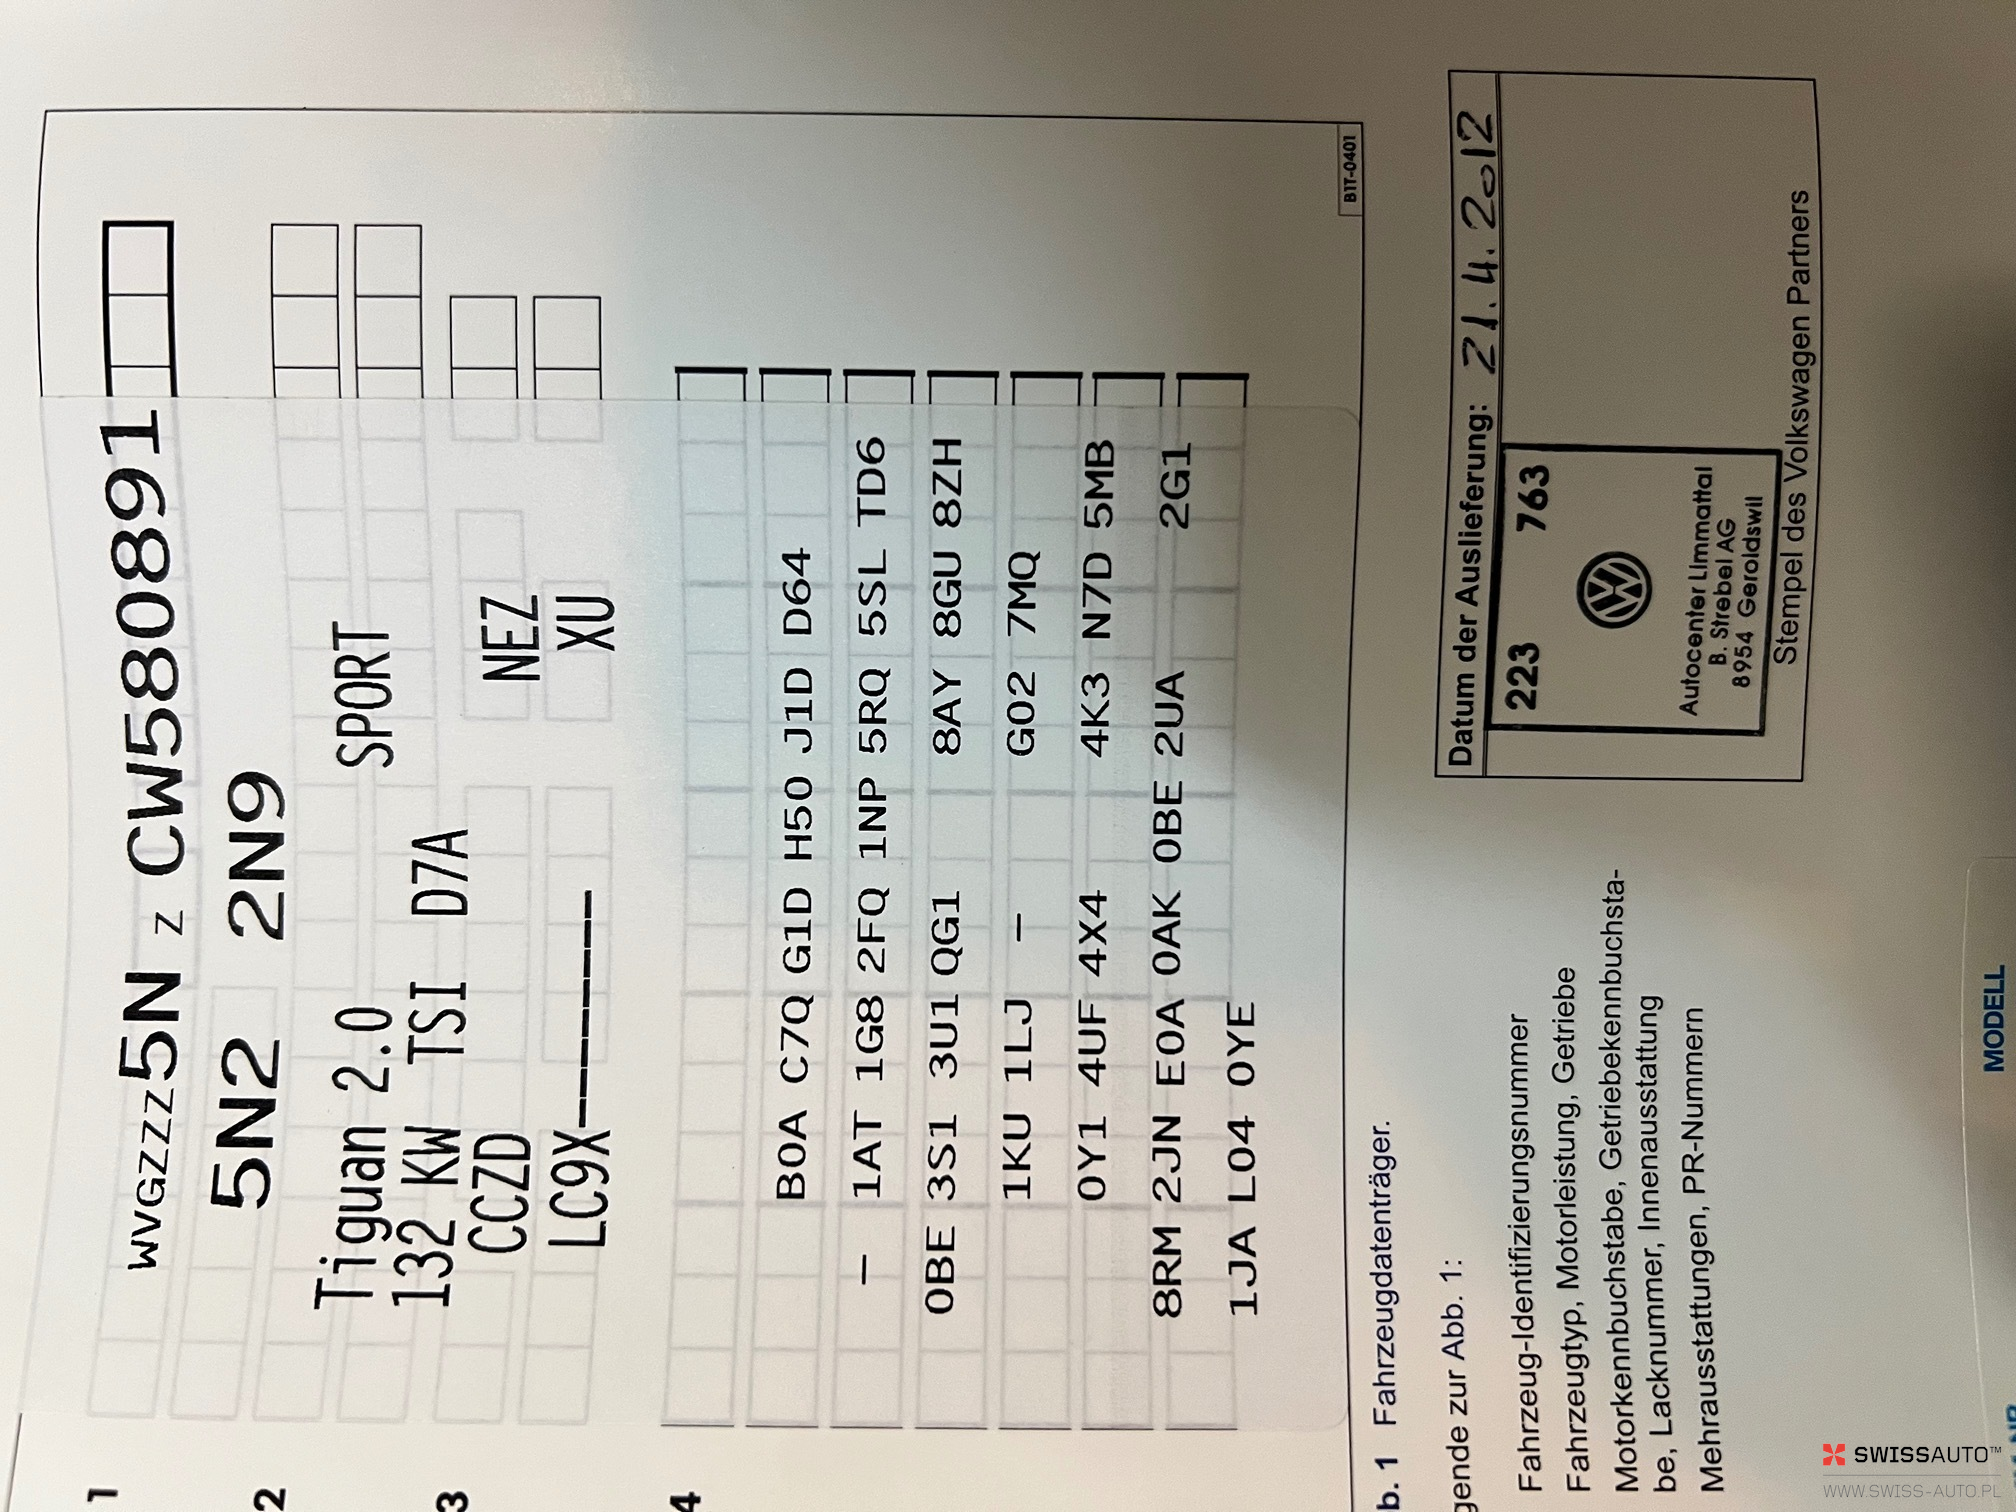 1
WVGZZZ5N Z CW580891
5N2 2N9
2
Tiguan 2.0 SPORT
132 KW TSI D7A
3
CCZD NEZ
LC9X XU
4
B0A C7Q G1D H50 J1D D64
– 1AT 1G8 2FQ 1NP 5RQ 5SL TD6
0BE 3S1 3U1 QG1 8AY 8GU 8ZH
1KU 1LJ – G02 7MQ
0Y1 4UF 4X4 4K3 N7D 5MB
8RM 2JN E0A 0AK 0BE 2UA 2G1
1JA L04 0YE
B1T-0401
b. 1 Fahrzeugdatenträger.
gende zur Abb. 1:
Fahrzeug-Identifizierungsnummer
Fahrzeugtyp, Motorleistung, Getriebe
Motorkennbuchstabe, Getriebekennbuchsta-
be, Lacknummer, Innenausstattung
Mehrausstattungen, PR-Nummern
Datum der Auslieferung: 21.4.2012
223 763
Autocenter Limmattal
B. Strebel AG
8954 Geroldswil
Stempel des Volkswagen Partners
MODELL
SWISSAUTO™
WWW.SWISS-AUTO.PL